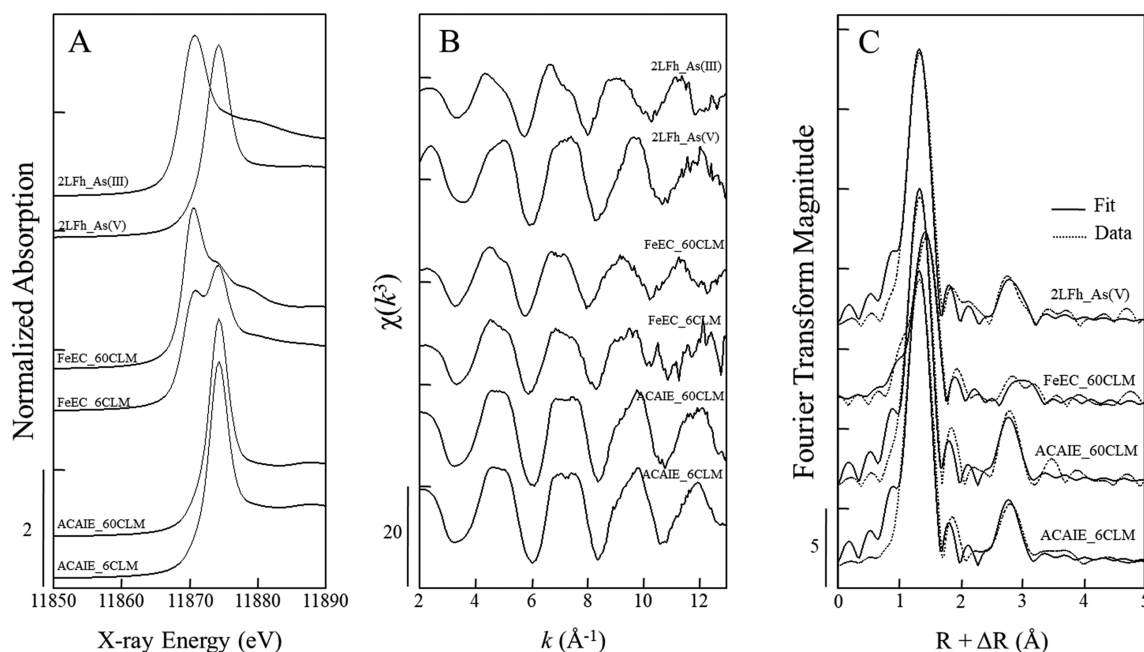 A
Normalized Absorption
2LFh_As(III)
2LFh_As(V)
FeEC_60CLM
FeEC_6CLM
ACAIE_60CLM
ACAIE_6CLM
2
11850 11860 11870 11880 11890
X-ray Energy (eV)
B
χ(k³)
2LFh_As(III)
2LFh_As(V)
FeEC_60CLM
FeEC_6CLM
ACAIE_60CLM
ACAIE_6CLM
20
2 4 6 8 10 12
k (Å⁻¹)
C
Fourier Transform Magnitude
Fit
Data
2LFh_As(V)
FeEC_60CLM
ACAIE_60CLM
ACAIE_6CLM
5
0 1 2 3 4 5
R + ΔR (Å)